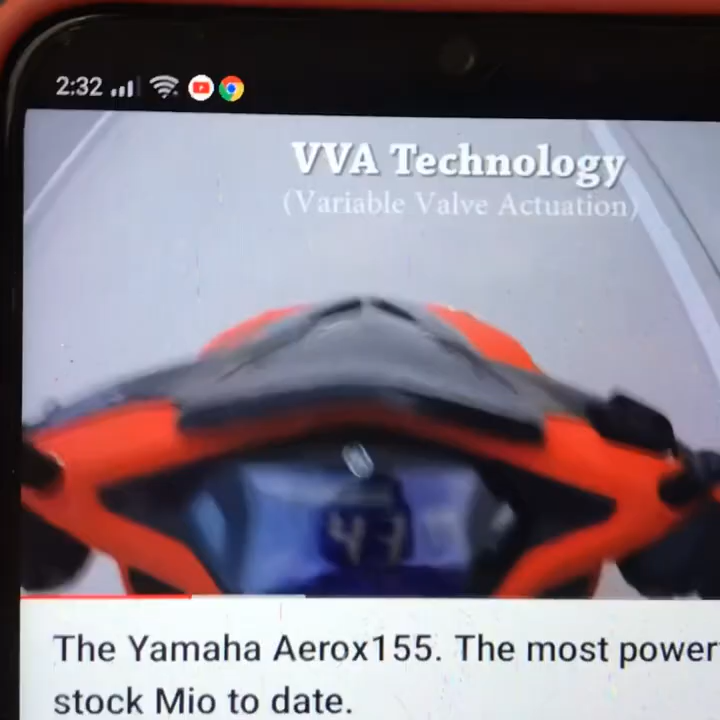 2:32
VVA Technology
(Variable Valve Actuation)
The Yamaha Aerox155. The most power
stock Mio to date.